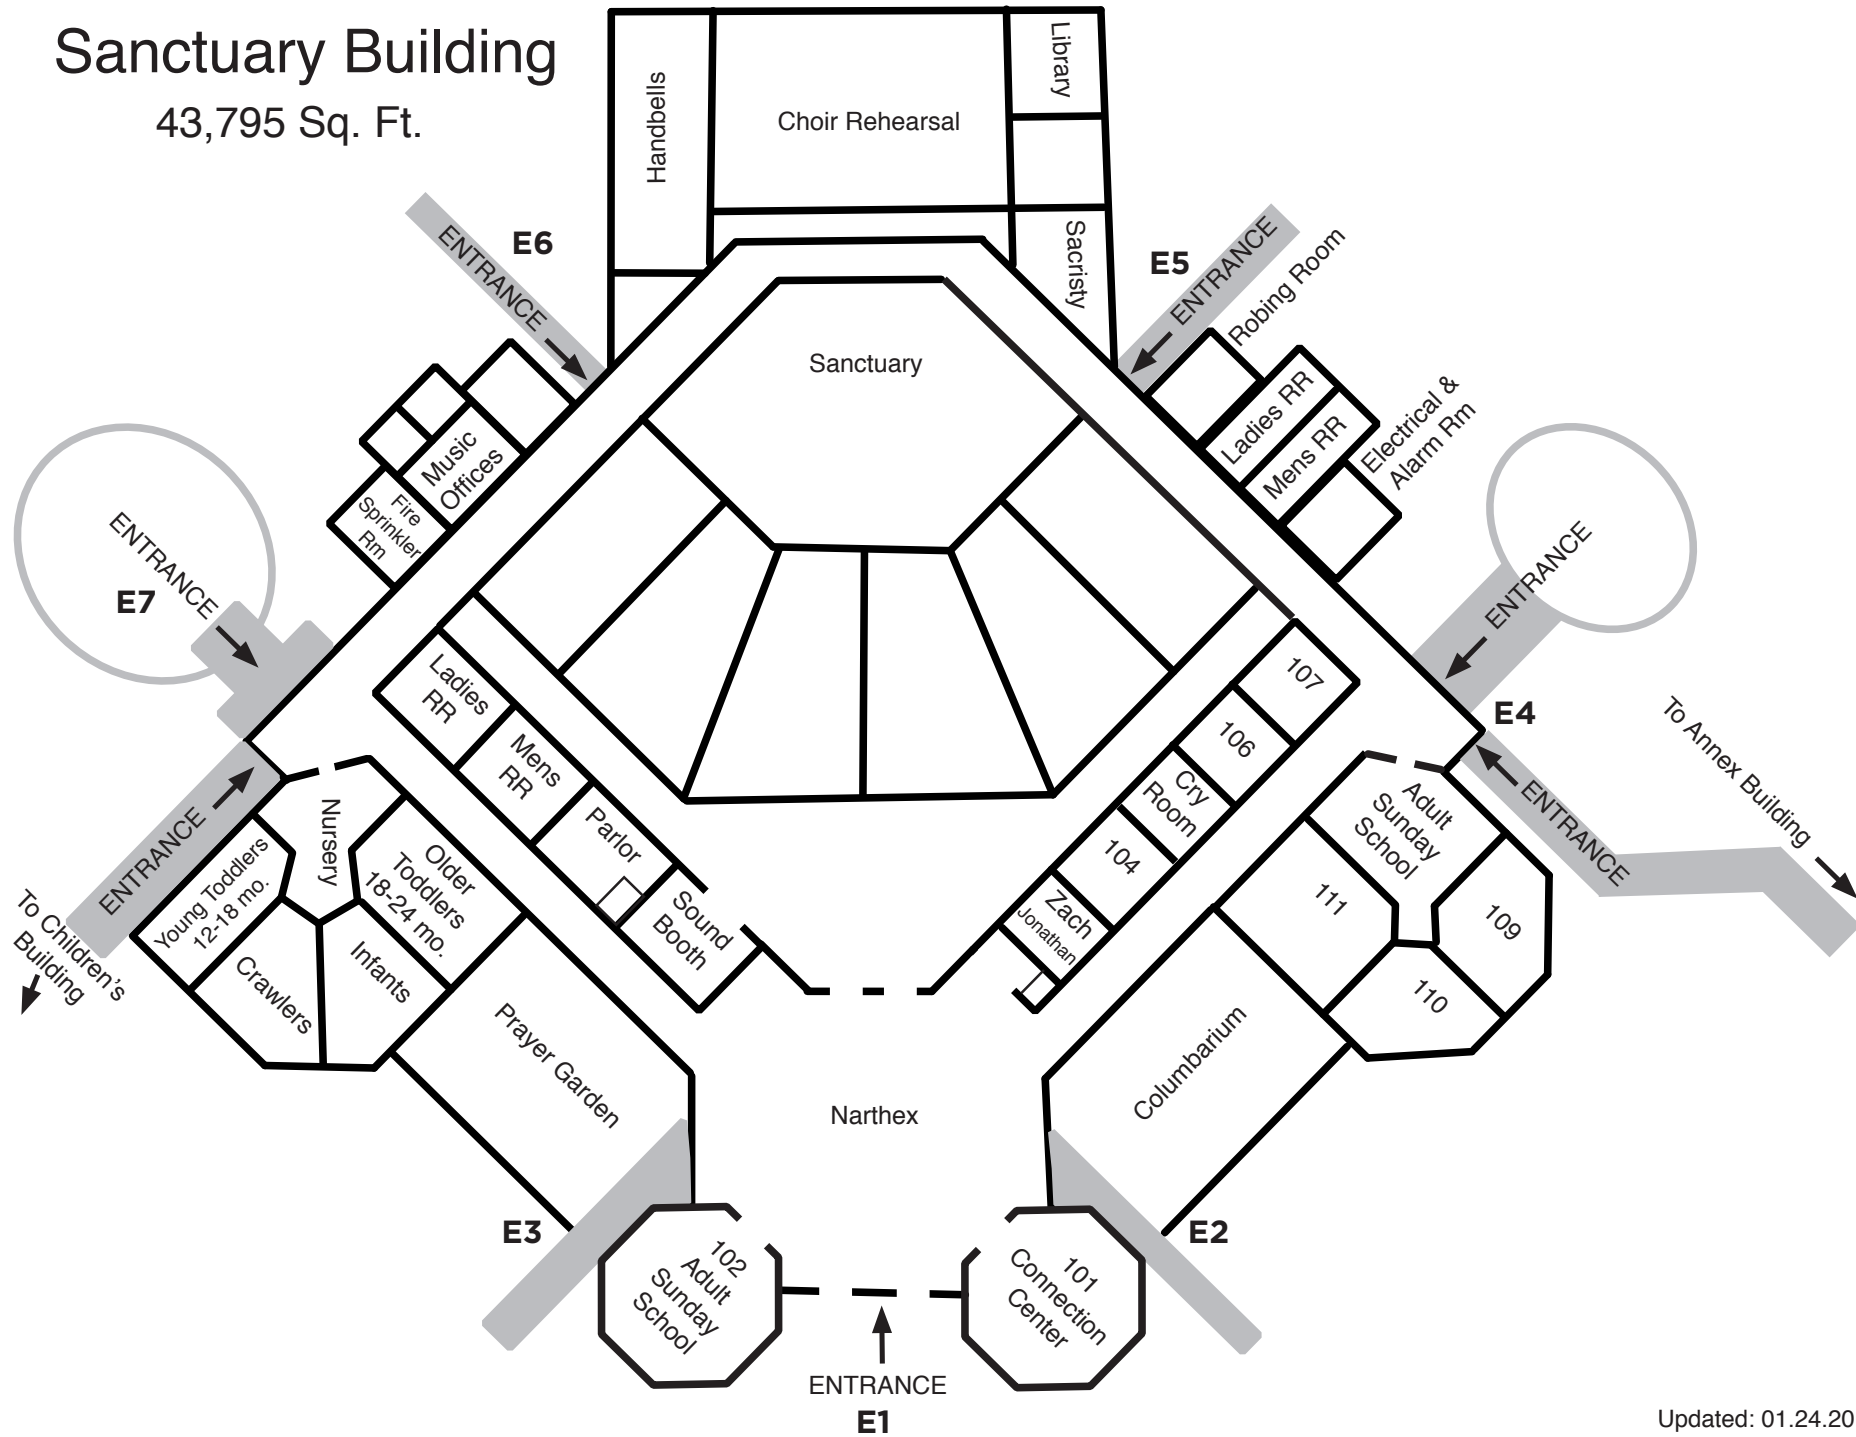 Sanctuary Building
43,795 Sq. Ft.
Handbells
Choir Rehearsal
Library
Sacristy
E6
ENTRANCE
E5
ENTRANCE
Robing Room
Sanctuary
Ladies RR
Mens RR
Electrical &
Alarm Rm
Music
Offices
Fire
Sprinkler
Rm
ENTRANCE
E7
ENTRANCE
E4
ENTRANCE
To Annex Building
Ladies
RR
Mens
RR
Parlor
Sound
Booth
107
106
Cry
Room
104
Zach
Jonathan
Adult
Sunday
School
111
109
110
ENTRANCE
To Children's
Building
Nursery
Young Toddlers
12-18 mo.
Older
Toddlers
18-24 mo.
Crawlers
Infants
Prayer Garden
Columbarium
Narthex
E3
E2
102
Adult
Sunday
School
101
Connection
Center
ENTRANCE
E1
Updated: 01.24.20